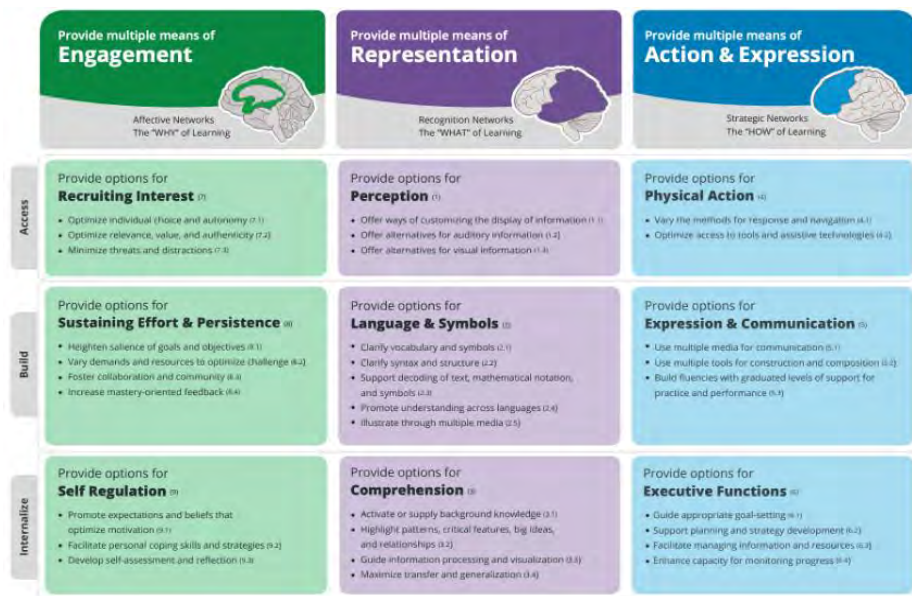 Provide multiple means of
Engagement
Affective Networks
The "WHY" of Learning
Provide multiple means of
Representation
Recognition Networks
The "WHAT" of Learning
Provide multiple means of
Action & Expression
Strategic Networks
The "HOW" of Learning
Access
Provide options for
Recruiting Interest (7)
• Optimize individual choice and autonomy (7.1)
• Optimize relevance, value, and authenticity (7.2)
• Minimize threats and distractions (7.3)
Provide options for
Perception (1)
• Offer ways of customizing the display of information (1.1)
• Offer alternatives for auditory information (1.2)
• Offer alternatives for visual information (1.3)
Provide options for
Physical Action (4)
• Vary the methods for response and navigation (4.1)
• Optimize access to tools and assistive technologies (4.2)
Build
Provide options for
Sustaining Effort & Persistence (8)
• Heighten salience of goals and objectives (8.1)
• Vary demands and resources to optimize challenge (8.2)
• Foster collaboration and community (8.3)
• Increase mastery-oriented feedback (8.4)
Provide options for
Language & Symbols (2)
• Clarify vocabulary and symbols (2.1)
• Clarify syntax and structure (2.2)
• Support decoding of text, mathematical notation,
and symbols (2.3)
• Promote understanding across languages (2.4)
• Illustrate through multiple media (2.5)
Provide options for
Expression & Communication (5)
• Use multiple media for communication (5.1)
• Use multiple tools for construction and composition (5.2)
• Build fluencies with graduated levels of support for
practice and performance (5.3)
Internalize
Provide options for
Self Regulation (9)
• Promote expectations and beliefs that
optimize motivation (9.1)
• Facilitate personal coping skills and strategies (9.2)
• Develop self-assessment and reflection (9.3)
Provide options for
Comprehension (3)
• Activate or supply background knowledge (3.1)
• Highlight patterns, critical features, big ideas,
and relationships (3.2)
• Guide information processing and visualization (3.3)
• Maximize transfer and generalization (3.4)
Provide options for
Executive Functions (6)
• Guide appropriate goal-setting (6.1)
• Support planning and strategy development (6.2)
• Facilitate managing information and resources (6.3)
• Enhance capacity for monitoring progress (6.4)